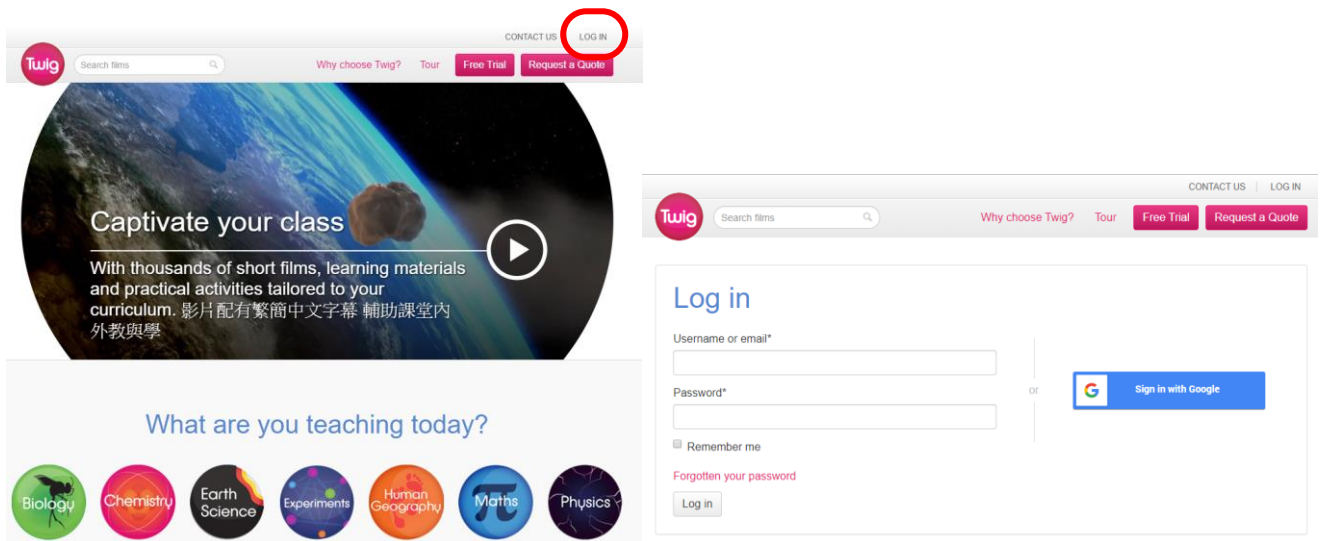 CONTACT US LOG IN
Twig Search films Why choose Twig? Tour Free Trial Request a Quote
Captivate your class
With thousands of short films, learning materials
and practical activities tailored to your
curriculum. 影片配有繁簡中文字幕 輔助課堂內
外教與學
What are you teaching today?
Biology Chemistry Earth Science Experiments Human Geography Maths Physics
CONTACT US LOG IN
Twig Search films Why choose Twig? Tour Free Trial Request a Quote
Log in
Username or email*
Password*
or
G Sign in with Google
Remember me
Forgotten your password
Log in